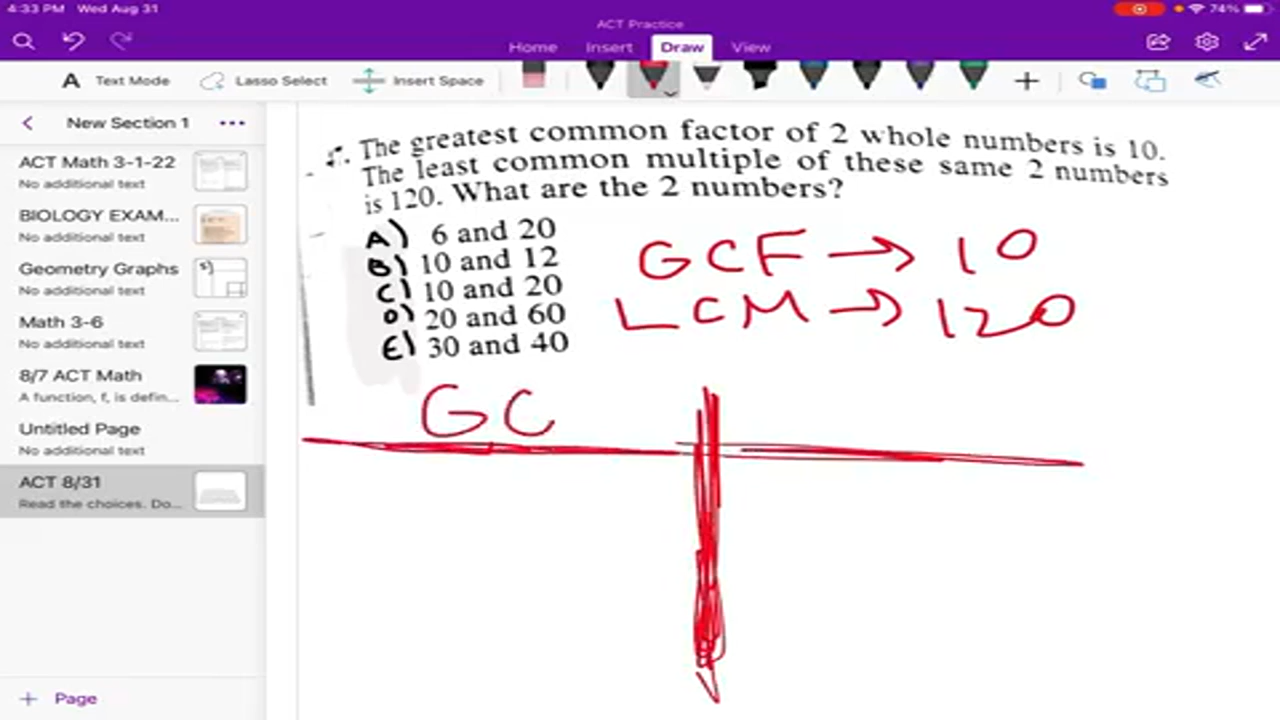 4:33 PM Wed Aug 31
74%
ACT Practice
Home Insert Draw View
A Text Mode Lasso Select Insert Space
New Section 1
ACT Math 3-1-22
No additional text
BIOLOGY EXAM...
No additional text
Geometry Graphs
No additional text
Math 3-6
No additional text
8/7 ACT Math
A function, f, is defin...
Untitled Page
No additional text
ACT 8/31
Read the choices. Do...
+ Page
The greatest common factor of 2 whole numbers is 10.
The least common multiple of these same 2 numbers
is 120. What are the 2 numbers?
A) 6 and 20
B) 10 and 12
C) 10 and 20
D) 20 and 60
E) 30 and 40
GCF → 10
LCM → 120
GC